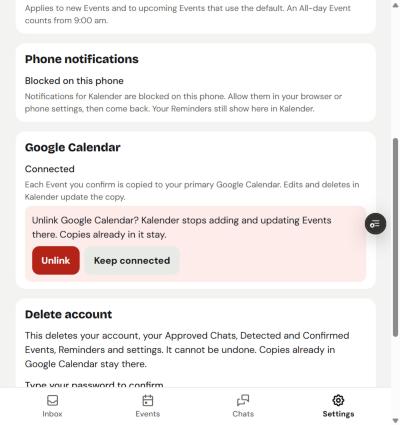 Applies to new Events and to upcoming Events that use the default. An All-day Event
counts from 9:00 am.
Phone notifications
Blocked on this phone
Notifications for Kalender are blocked on this phone. Allow them in your browser or
phone settings, then come back. Your Reminders still show here in Kalender.
Google Calendar
Connected
Each Event you confirm is copied to your primary Google Calendar. Edits and deletes in
Kalender update the copy.
Unlink Google Calendar? Kalender stops adding and updating Events
there. Copies already in it stay.
Unlink Keep connected
Delete account
This deletes your account, your Approved Chats, Detected and Confirmed
Events, Reminders and settings. It cannot be undone. Copies already in
Google Calendar stay there.
Type your password to confirm
Inbox Events Chats Settings